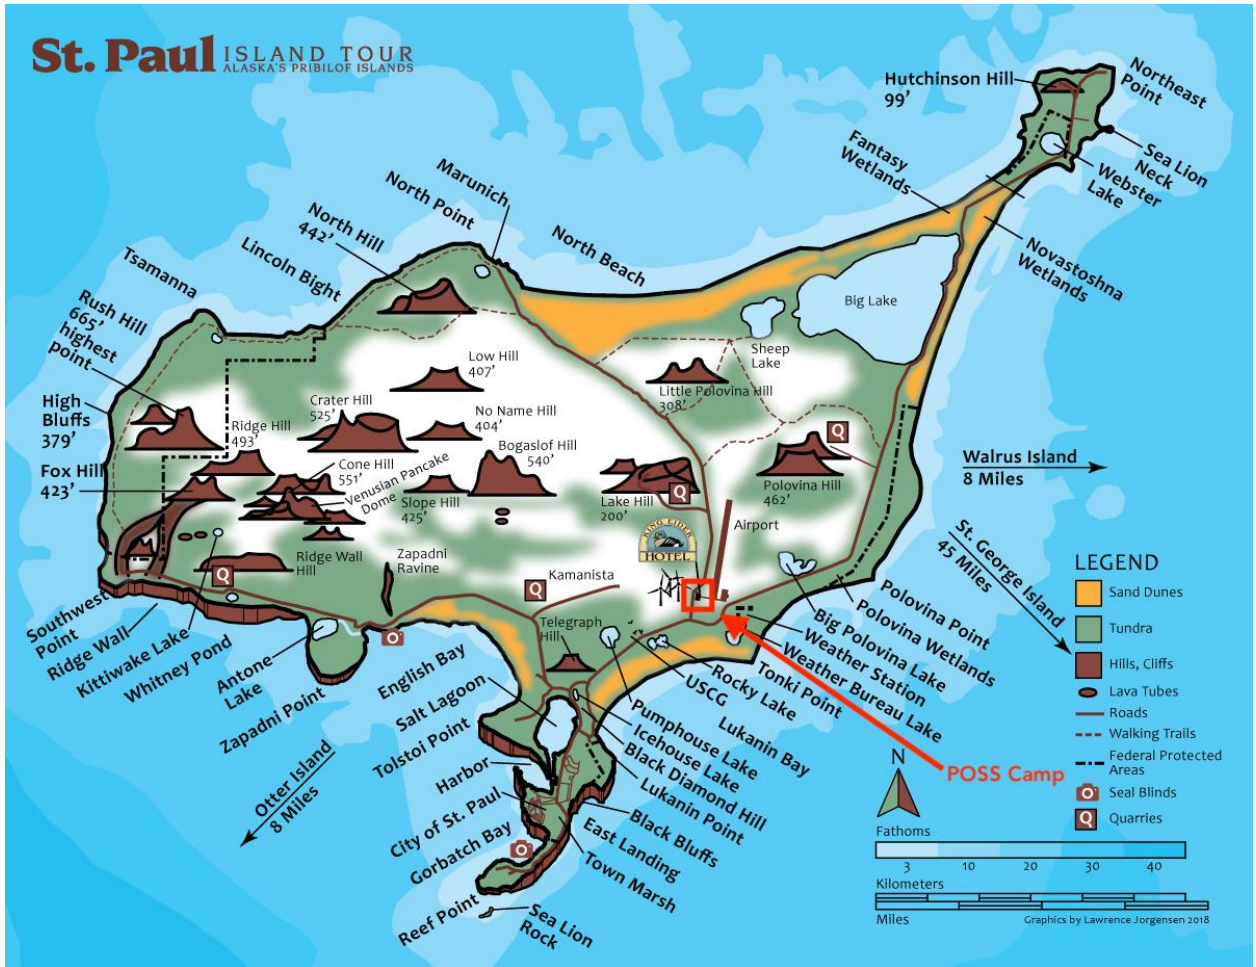 St. Paul ISLAND TOUR
ALASKA'S PRIBILOF ISLANDS
Hutchinson Hill
99'
Northeast
Point
Sea Lion
Neck
Webster
Lake
Fantasy
Wetlands
Novastoshna
Wetlands
Marunich
North Point
North Hill
442'
North Beach
Lincoln Bight
Tsamanna
Rush Hill
665'
highest
point
High
Bluffs
379'
Fox Hill
423'
Big Lake
Sheep
Lake
Low Hill
407'
Little Polovina Hill
308'
Crater Hill
525'
No Name Hill
404'
Ridge Hill
493'
Bogaslof Hill
540'
Cone Hill
551'
Venusian Pancake
Dome
Slope Hill
425'
Lake Hill
200'
Q
Q
Polovina Hill
462'
Airport
KING EIDER
HOTEL
Walrus Island
8 Miles
St. George Island
45 Miles
Ridge Wall
Hill
Zapadni
Ravine
Q
Q
Kamanista
Telegraph
Hill
Southwest
Point
Ridge Wall
Kittiwake Lake
Whitney Pond
Antone
Lake
Zapadni Point
English Bay
Salt Lagoon
Tolstoi Point
Harbor
City of St. Paul
Gorbatch Bay
Reef Point
Sea Lion
Rock
Town Marsh
East Landing
Black Bluffs
Lukanin Point
Black Diamond Hill
Icehouse Lake
Pumphouse Lake
Lukanin Bay
USCG
Rocky Lake
Tonki Point
Weather Bureau Lake
Weather Station
Big Polovina Lake
Polovina Wetlands
Polovina Point
Otter Island
8 Miles
POSS Camp
LEGEND
Sand Dunes
Tundra
Hills, Cliffs
Lava Tubes
Roads
Walking Trails
Federal Protected
Areas
Seal Blinds
Q Quarries
N
Fathoms
3 10 20 30 40
Kilometers
Miles
Graphics by Lawrence Jorgensen 2018